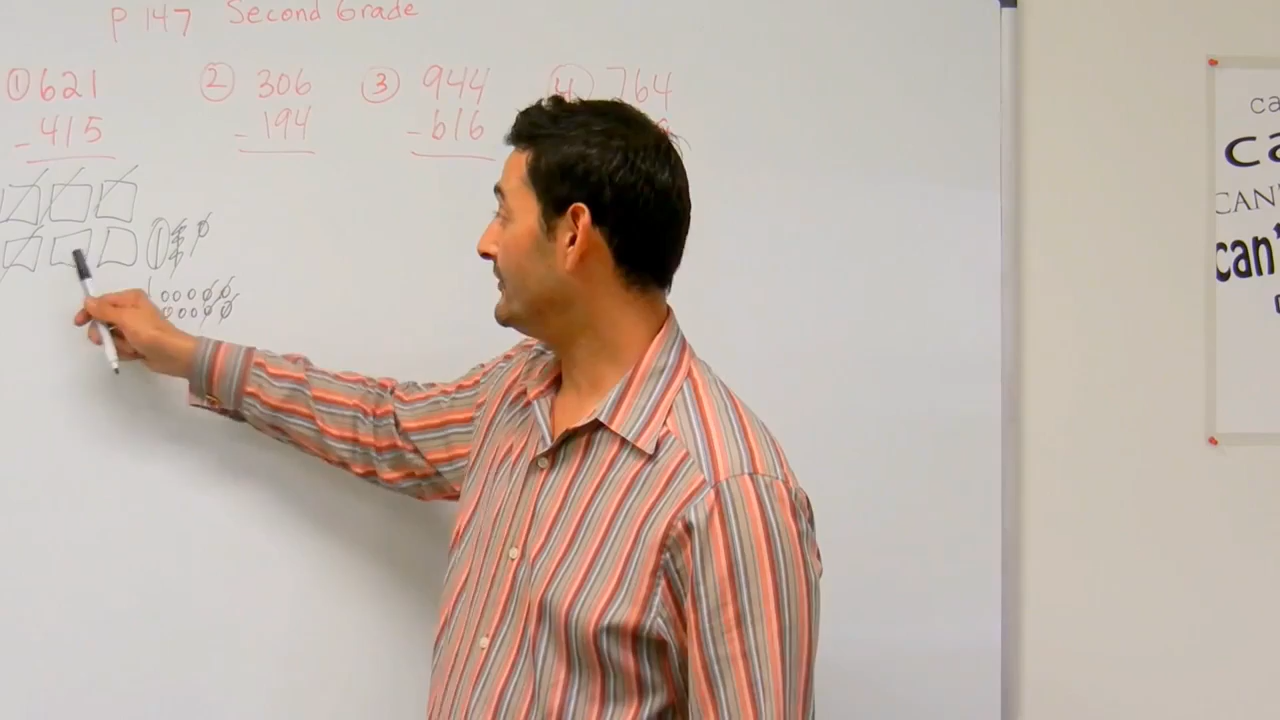 P 147 Second Grade
① 621 ② 306 ③ 944 ④ 764
- 415 - 194 - 616
ca
ca
CAN'
can't